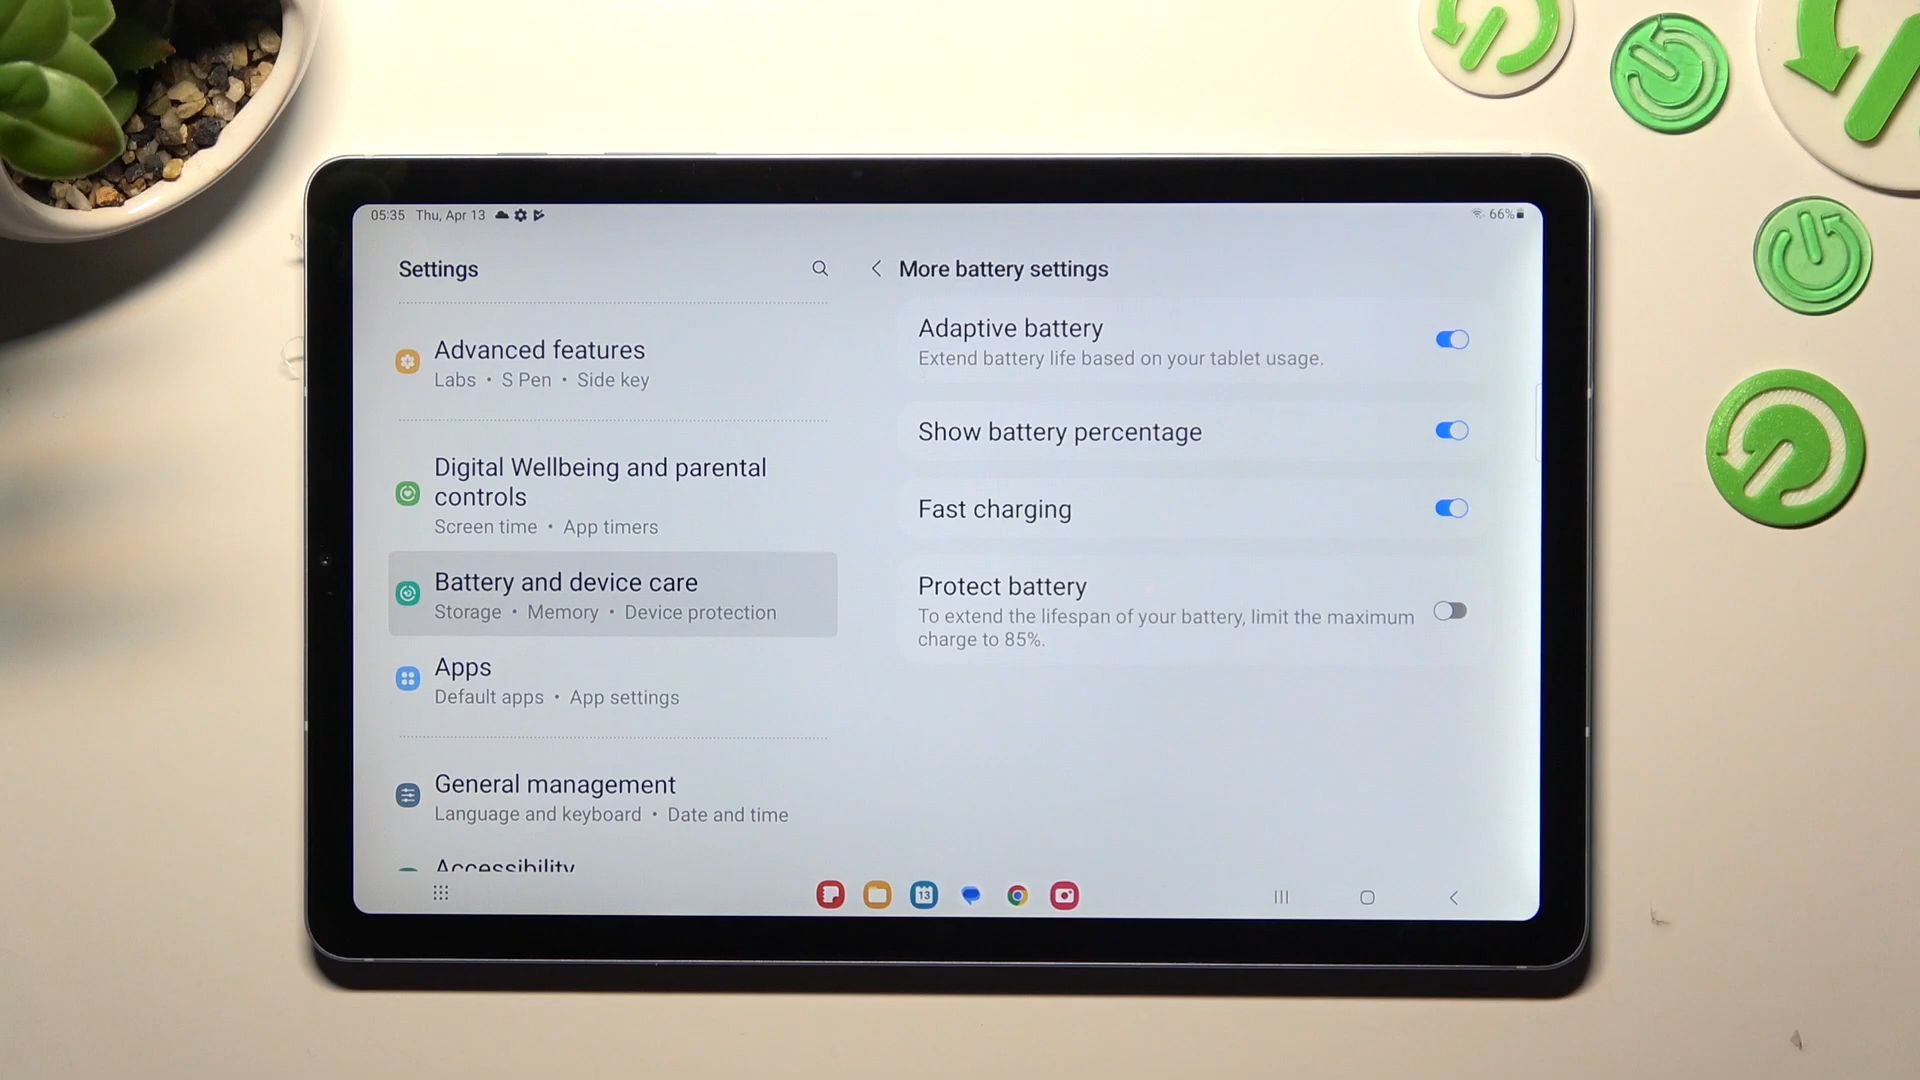 05:35 Thu, Apr 13
66%
Settings
Advanced features
Labs • S Pen • Side key
Digital Wellbeing and parental
controls
Screen time • App timers
Battery and device care
Storage • Memory • Device protection
Apps
Default apps • App settings
General management
Language and keyboard • Date and time
Accessibility
More battery settings
Adaptive battery
Extend battery life based on your tablet usage.
Show battery percentage
Fast charging
Protect battery
To extend the lifespan of your battery, limit the maximum
charge to 85%.
13